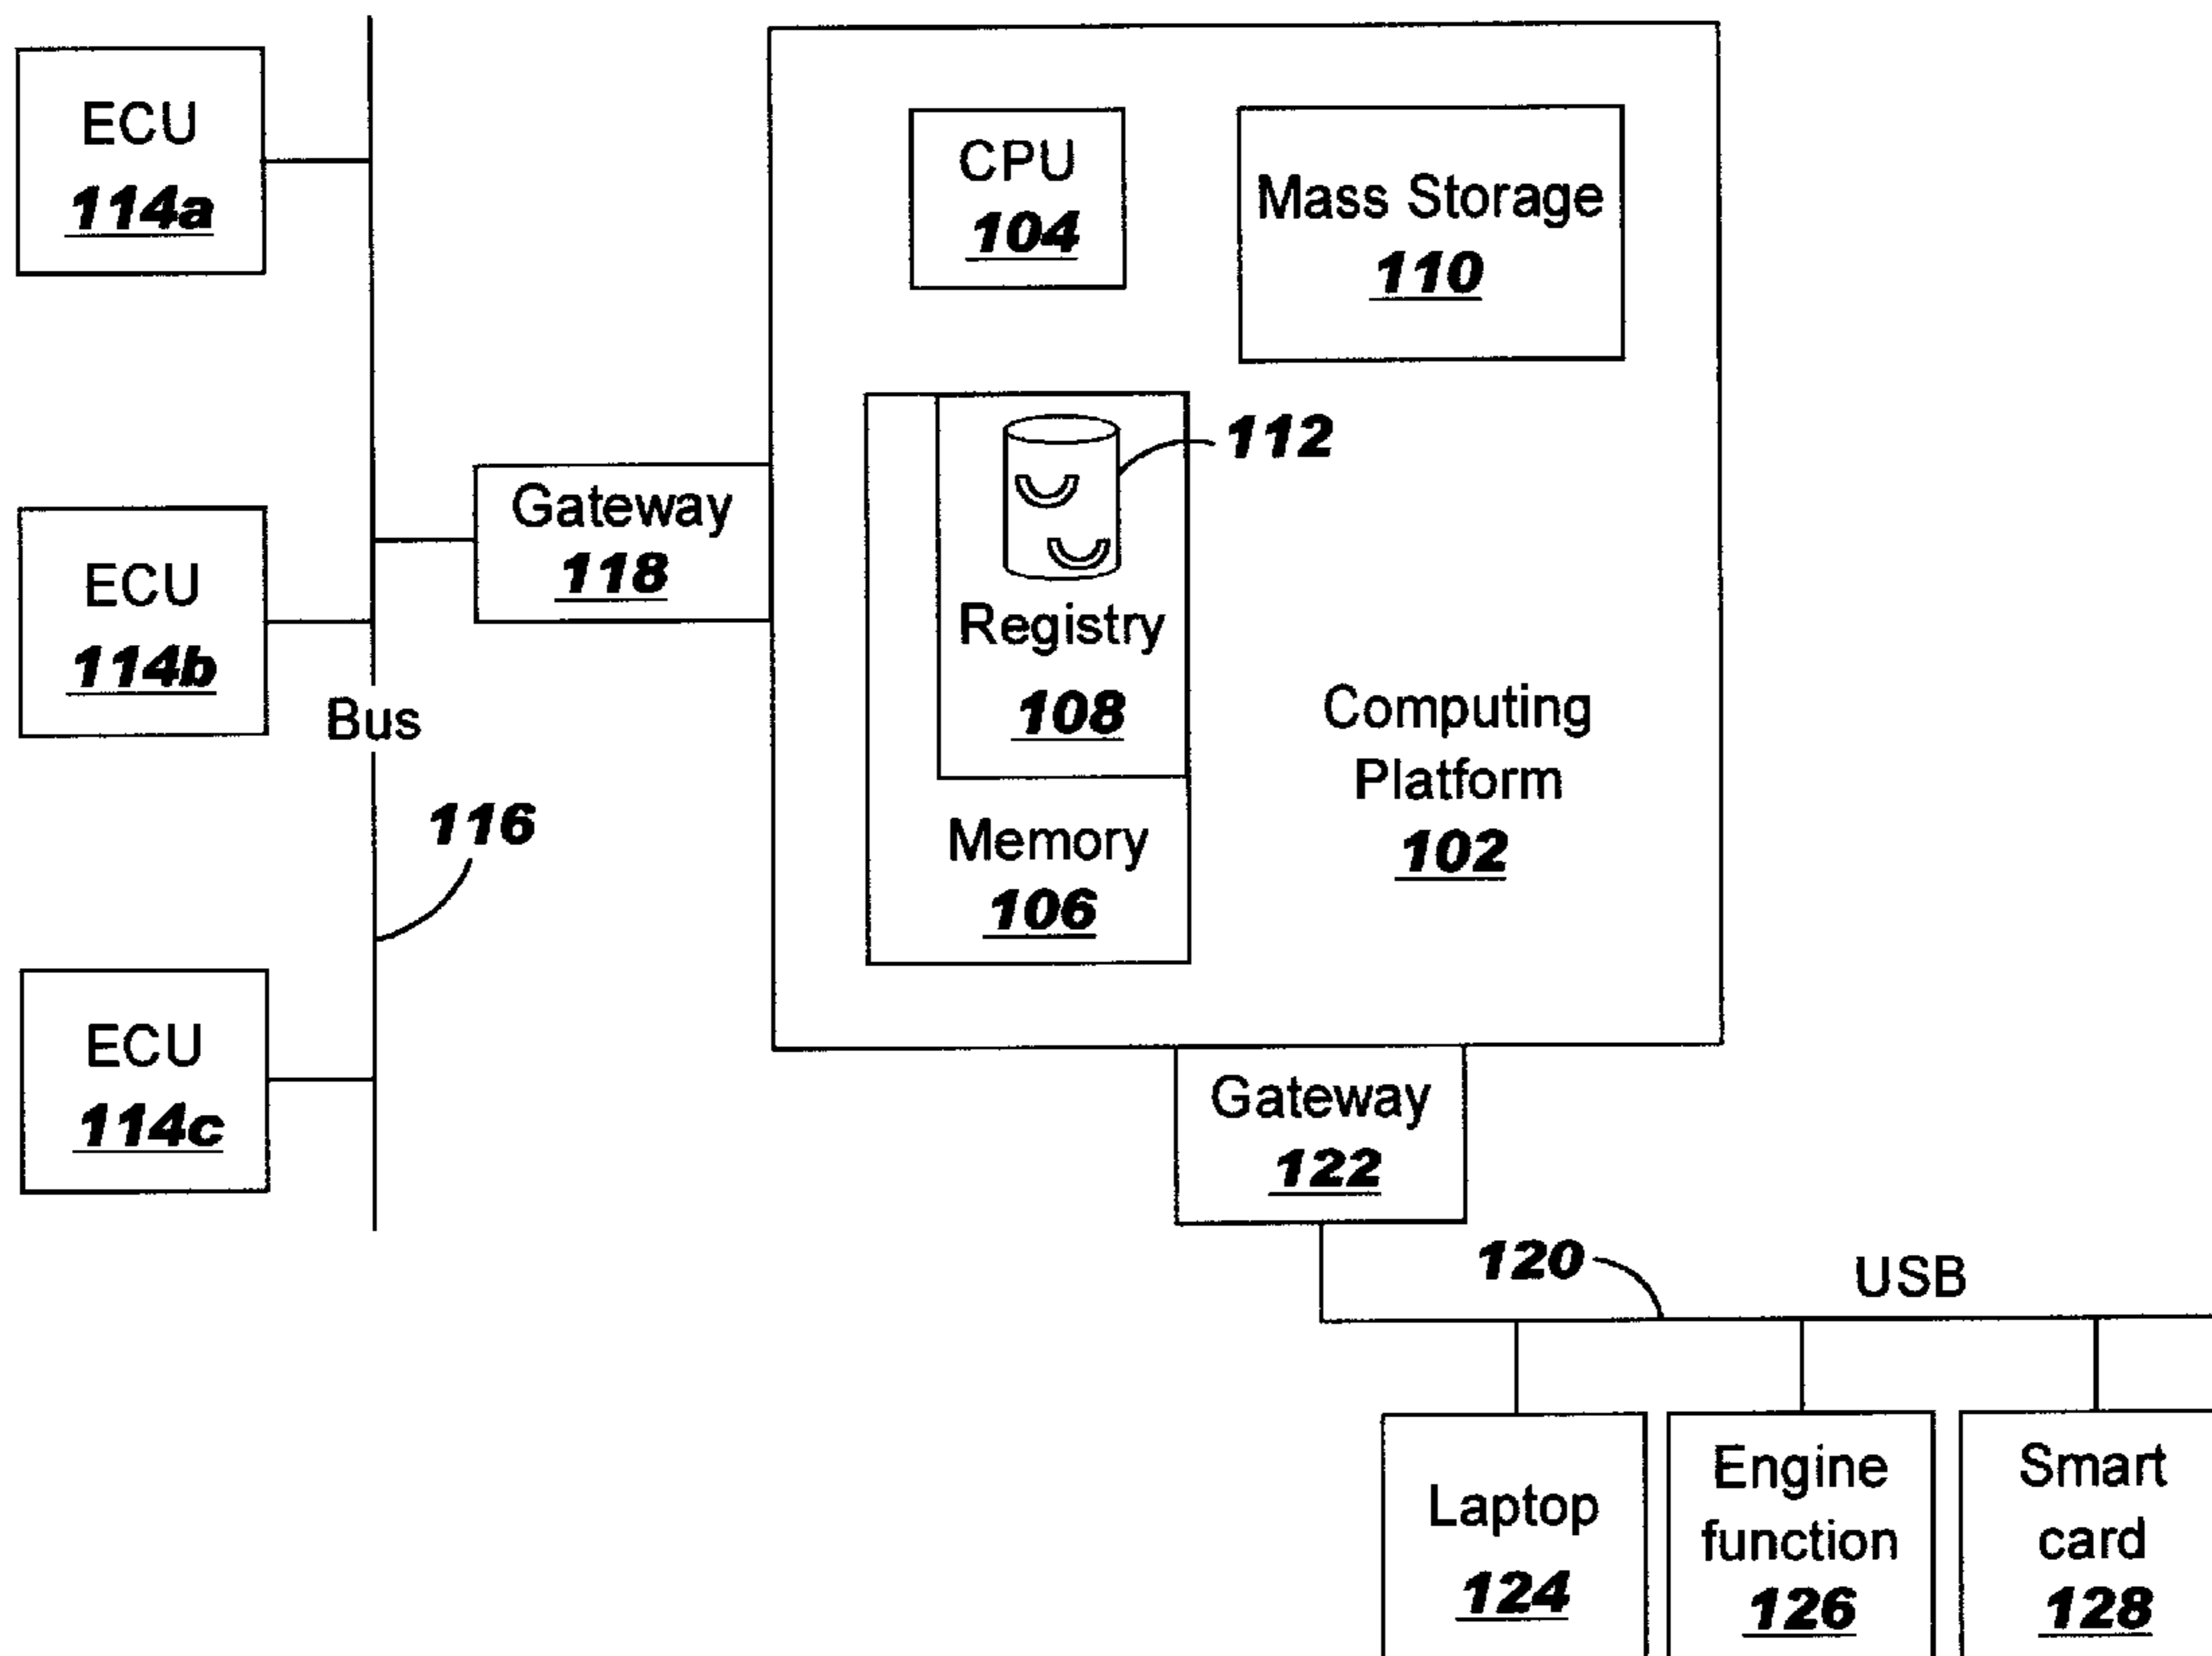 ECU
114a
CPU
104
Mass Storage
110
112
Gateway
118
Registry
108
ECU
114b
Bus
Computing
Platform
102
116
Memory
106
ECU
114c
Gateway
122
120
USB
Laptop
124
Engine
function
126
Smart
card
128